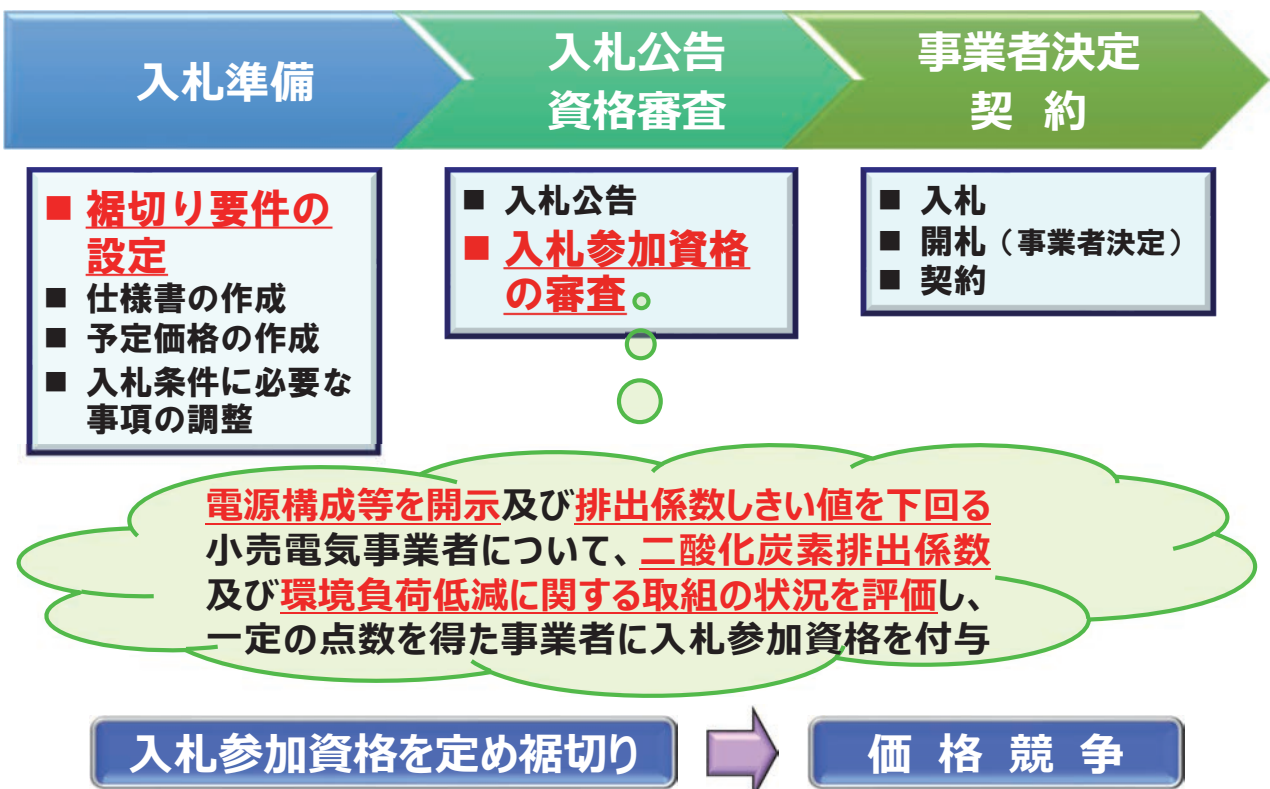 入札準備
入札公告
資格審査
事業者決定
契 約
■ 裾切り要件の
設定
■ 仕様書の作成
■ 予定価格の作成
■ 入札条件に必要な
事項の調整
■ 入札公告
■ 入札参加資格
の審査
■ 入札
■ 開札（事業者決定）
■ 契約
電源構成等を開示及び排出係数しきい値を下回る
小売電気事業者について、二酸化炭素排出係数
及び環境負荷低減に関する取組の状況を評価し、
一定の点数を得た事業者に入札参加資格を付与
入札参加資格を定め裾切り
価 格 競 争